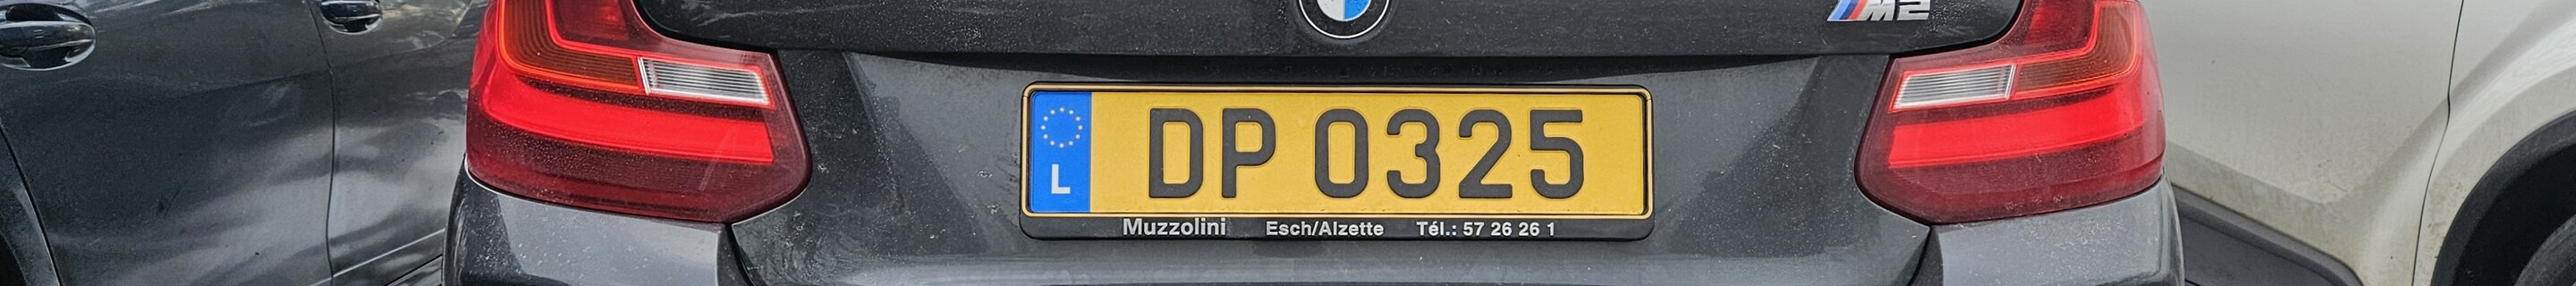 M2
DP 0325
L
Muzzolini Esch/Alzette Tél.: 57 26 26 1